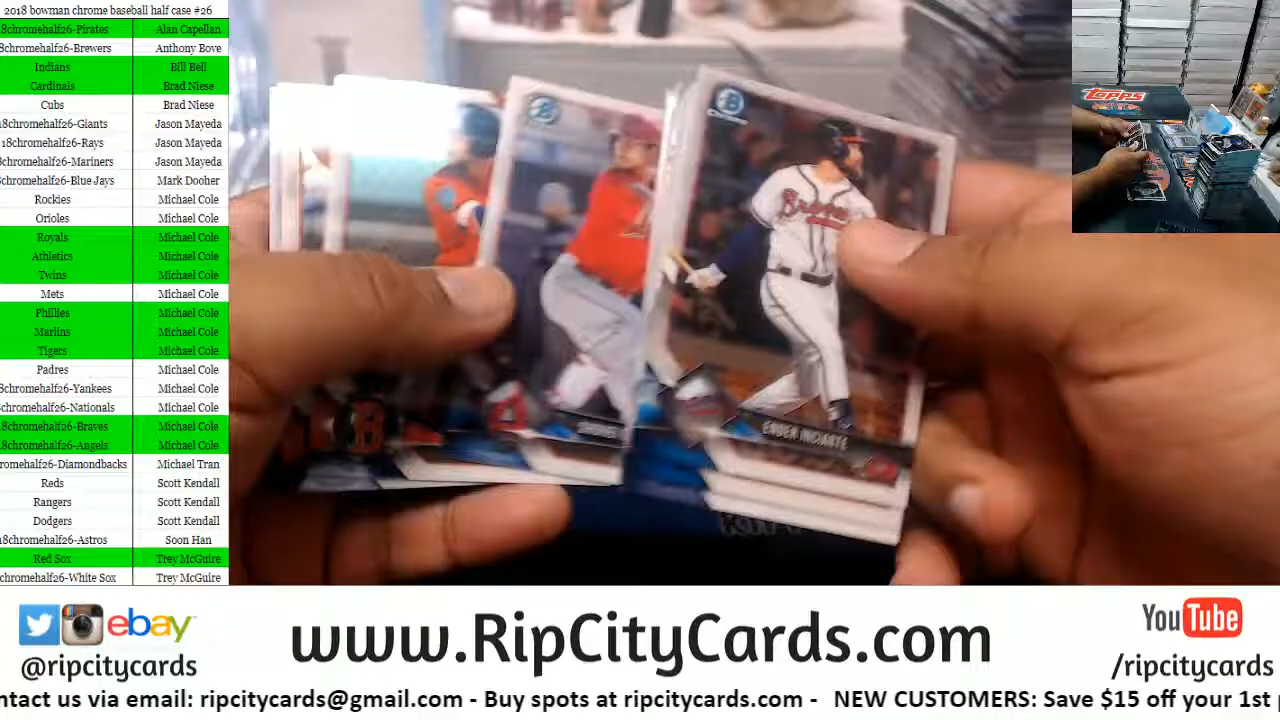 2018 bowman chrome baseball half case #26
8chromehalf26-Pirates Alan Capellan
8chromehalf26-Brewers Anthony Bove
Indians Bill Bell
Cardinals Brad Niese
Cubs Brad Niese
8chromehalf26-Giants Jason Mayeda
18chromehalf26-Rays Jason Mayeda
chromehalf26-Mariners Jason Mayeda
chromehalf26-Blue Jays Mark Dooher
Rockies Michael Cole
Orioles Michael Cole
Royals Michael Cole
Athletics Michael Cole
Twins Michael Cole
Mets Michael Cole
Phillies Michael Cole
Marlins Michael Cole
Tigers Michael Cole
Padres Michael Cole
chromehalf26-Yankees Michael Cole
chromehalf26-Nationals Michael Cole
8chromehalf26-Braves Michael Cole
8chromehalf26-Angels Michael Cole
romehalf26-Diamondbacks Michael Tran
Reds Scott Kendall
Rangers Scott Kendall
Dodgers Scott Kendall
18chromehalf26-Astros Soon Han
Red Sox Trey McGuire
chromehalf26-White Sox Trey McGuire
Topps
Braves
ENDER INCIARTE
ebay
@ripcitycards
www.RipCityCards.com
YouTube
/ripcitycards
ntact us via email: ripcitycards@gmail.com - Buy spots at ripcitycards.com - NEW CUSTOMERS: Save $15 off your 1st p